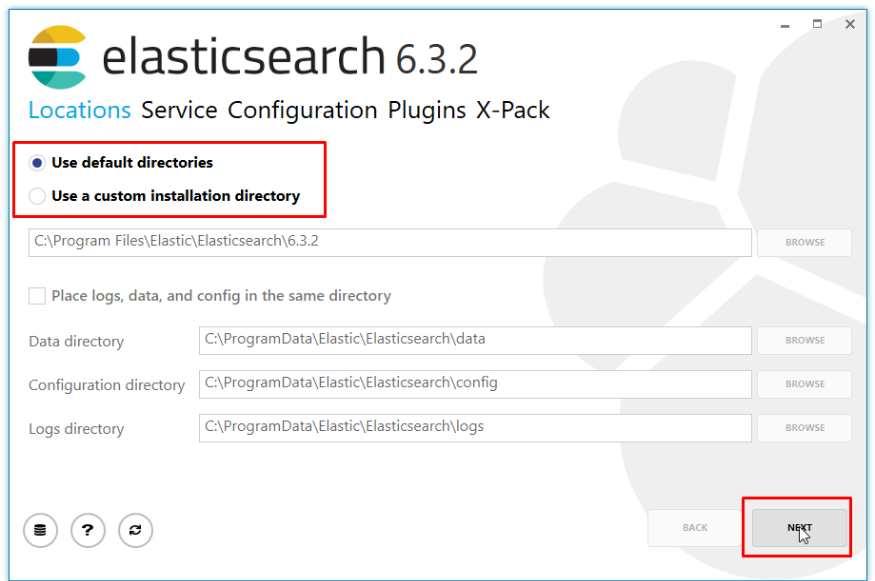 elasticsearch 6.3.2
Locations Service Configuration Plugins X-Pack
Use default directories
Use a custom installation directory
C:\Program Files\Elastic\Elasticsearch\6.3.2 BROWSE
Place logs, data, and config in the same directory
Data directory C:\ProgramData\Elastic\Elasticsearch\data BROWSE
Configuration directory C:\ProgramData\Elastic\Elasticsearch\config BROWSE
Logs directory C:\ProgramData\Elastic\Elasticsearch\logs BROWSE
? BACK NEXT